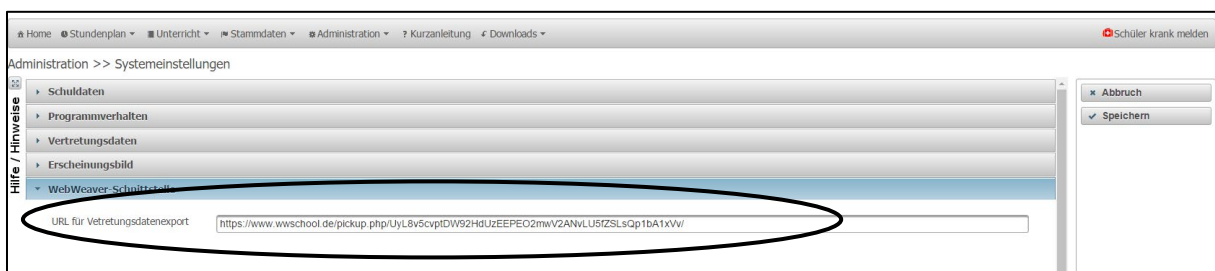 Home Stundenplan Unterricht Stammdaten Administration ? Kurzanleitung Downloads Schüler krank melden
Administration >> Systemeinstellungen
Hilfe / Hinweise
Schuldaten
Abbruch
Programmverhalten
Speichern
Vertretungsdaten
Erscheinungsbild
WebWeaver-Schnittstelle
URL für Vetretungsdatenexport https://www.wwschool.de/pickup.php/UyL8v5cvptDW92HdUzEEPEO2mwV2ANvLU5fZSLsQp1bA1xVv/